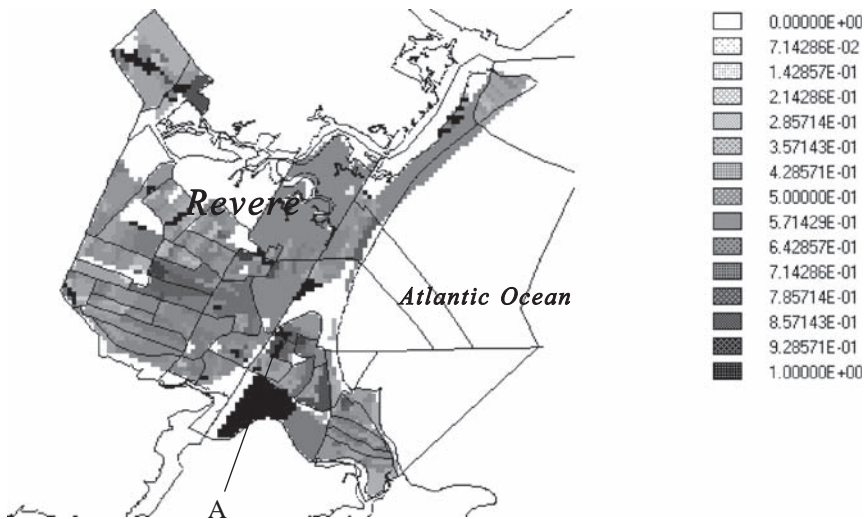 0.00000E+00
7.14286E-02
1.42857E-01
2.14286E-01
2.85714E-01
3.57143E-01
4.28571E-01
5.00000E-01
5.71429E-01
6.42857E-01
7.14286E-01
7.85714E-01
8.57143E-01
9.28571E-01
1.00000E+00
Revere
Atlantic Ocean
A